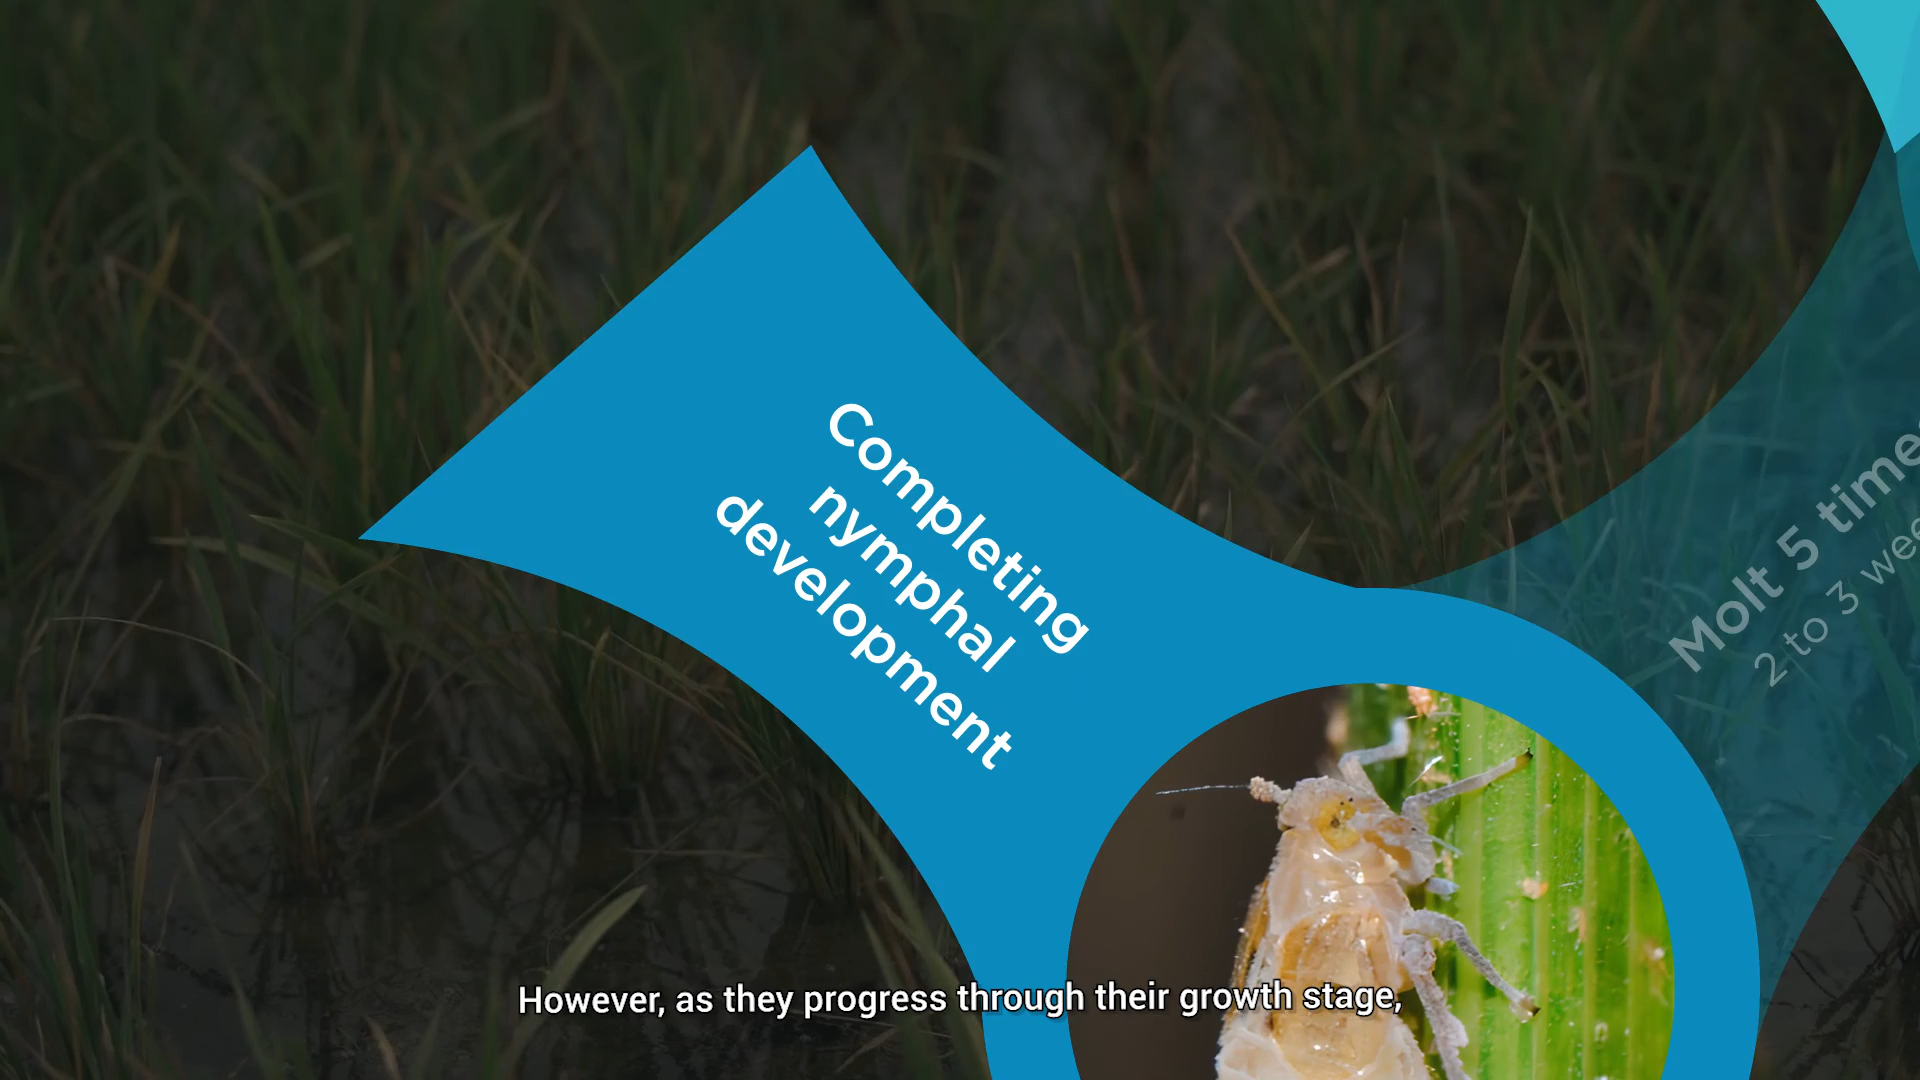 Completing
nymphal
development
Molt 5 time
2 to 3 wee
However, as they progress through their growth stage,